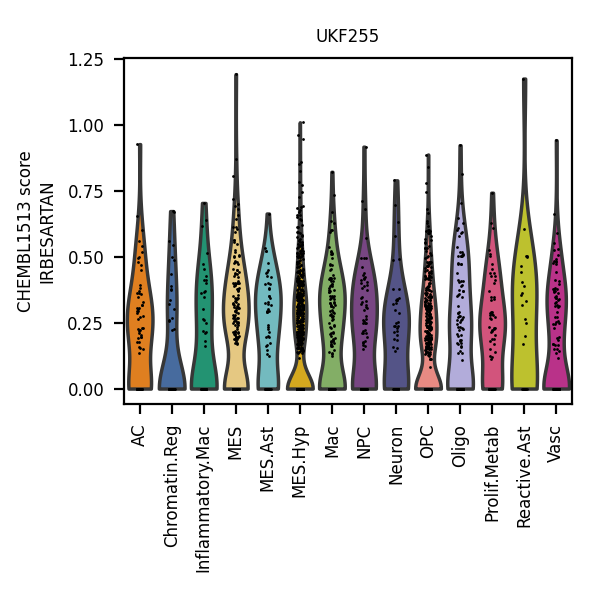 UKF255
CHEMBL1513 score
IRBESARTAN
1.25
1.00
0.75
0.50
0.25
0.00
AC
Chromatin.Reg
Inflammatory.Mac
MES
MES.Ast
MES.Hyp
Mac
NPC
Neuron
OPC
Oligo
Prolif.Metab
Reactive.Ast
Vasc